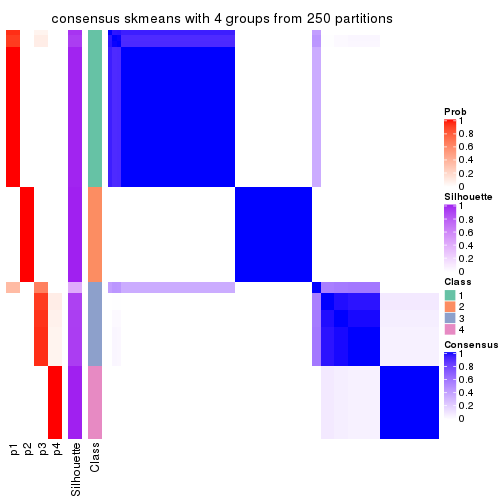 consensus skmeans with 4 groups from 250 partitions
Prob
1
0.8
0.6
0.4
0.2
0
Silhouette
1
0.8
0.6
0.4
0.2
0
Class
1
2
3
4
Consensus
1
0.8
0.6
0.4
0.2
0
p1
p2
p3
p4
Silhouette
Class